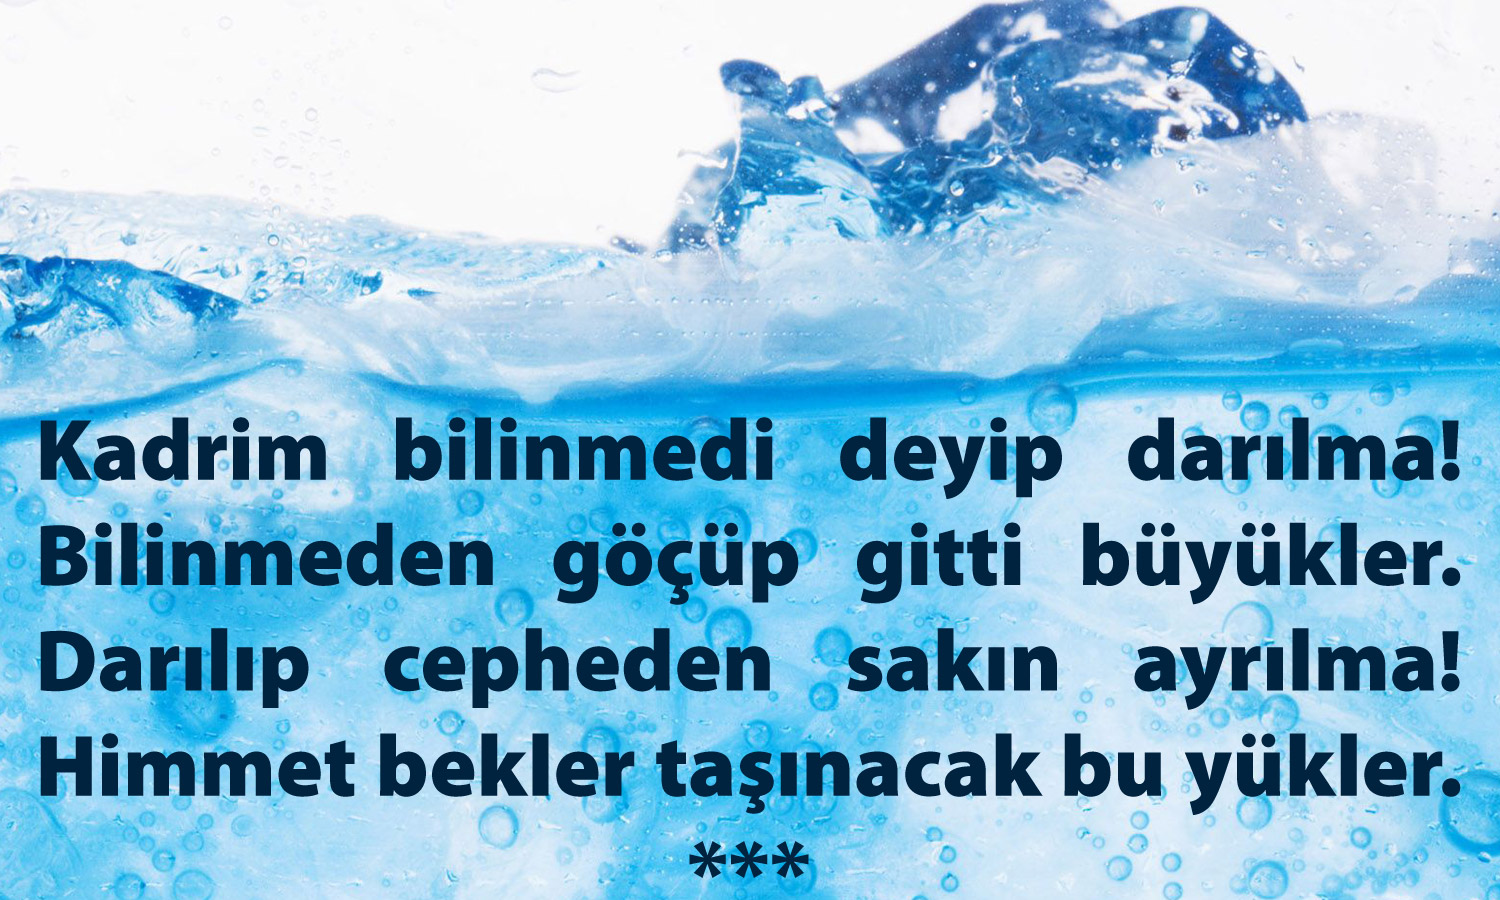 Kadrim bilinmedi deyip darılma!
Bilinmeden göçüp gitti büyükler.
Darılıp cepheden sakın ayrılma!
Himmet bekler taşınacak bu yükler.
***